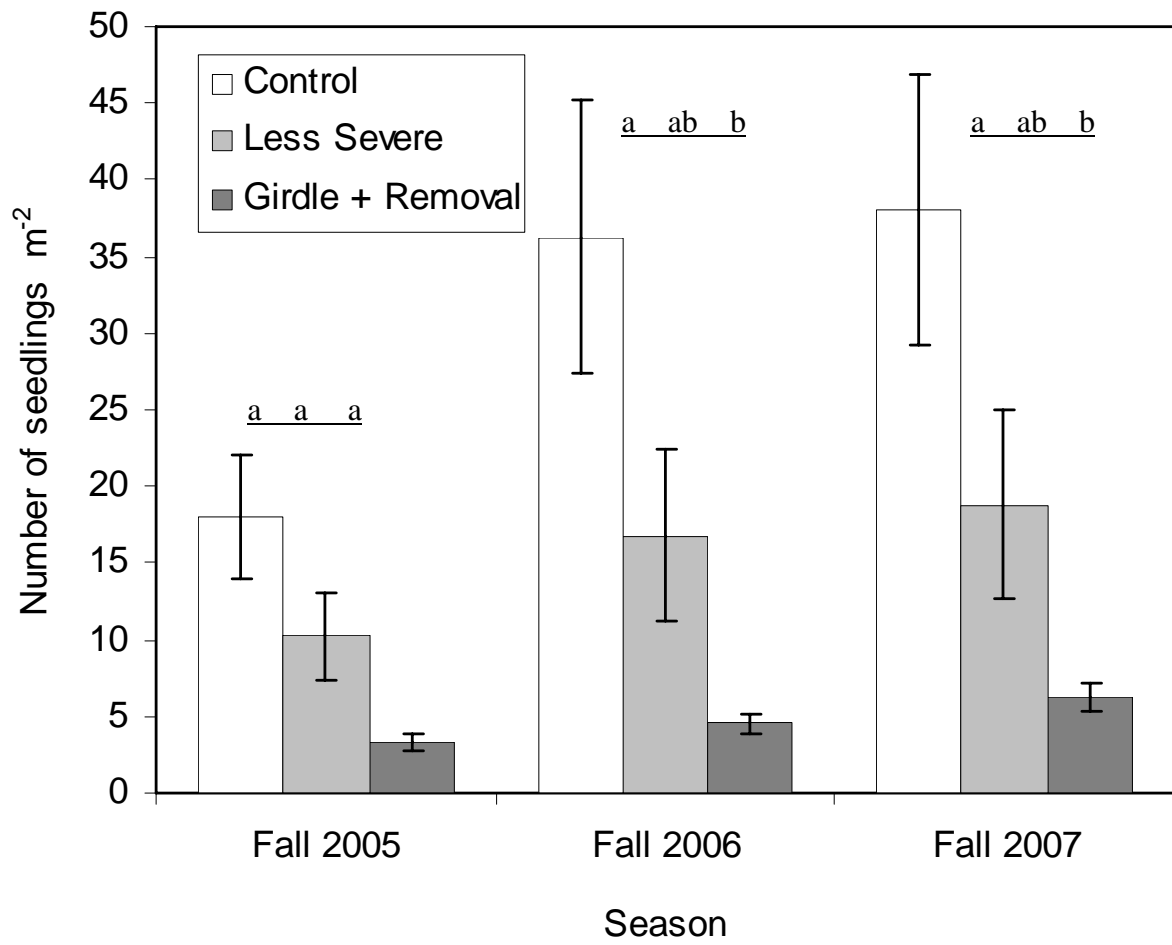 50
45
40
35
30
25
20
15
10
5
0
Number of seedlings m-2
Control
Less Severe
Girdle + Removal
a a a
a ab b
a ab b
Fall 2005 Fall 2006 Fall 2007
Season